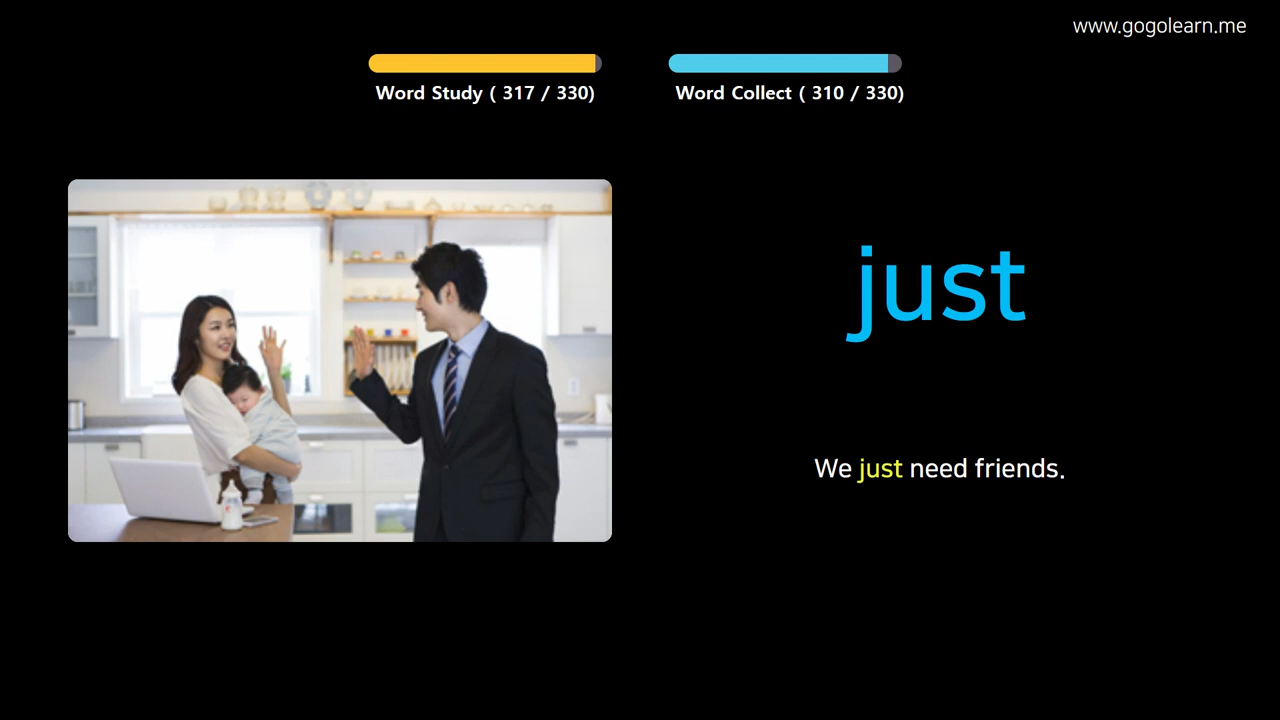 www.gogolearn.me
Word Study ( 317 / 330)
Word Collect ( 310 / 330)
just
We just need friends.